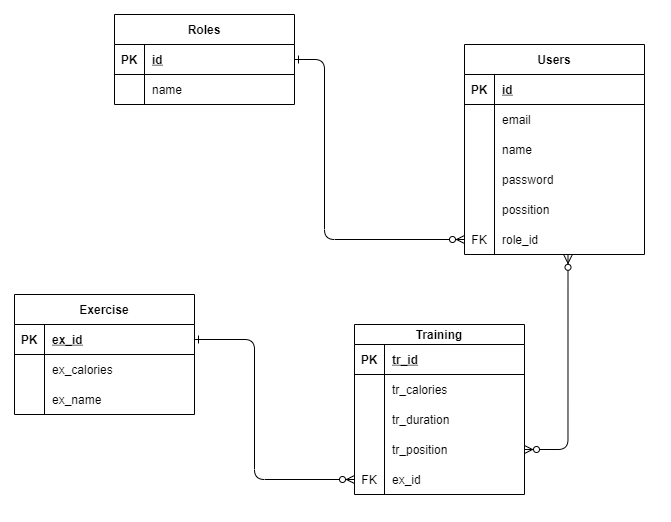 Roles
PK id
name
Users
PK id
email
name
password
possition
FK role_id
Exercise
PK ex_id
ex_calories
ex_name
Training
PK tr_id
tr_calories
tr_duration
tr_position
FK ex_id